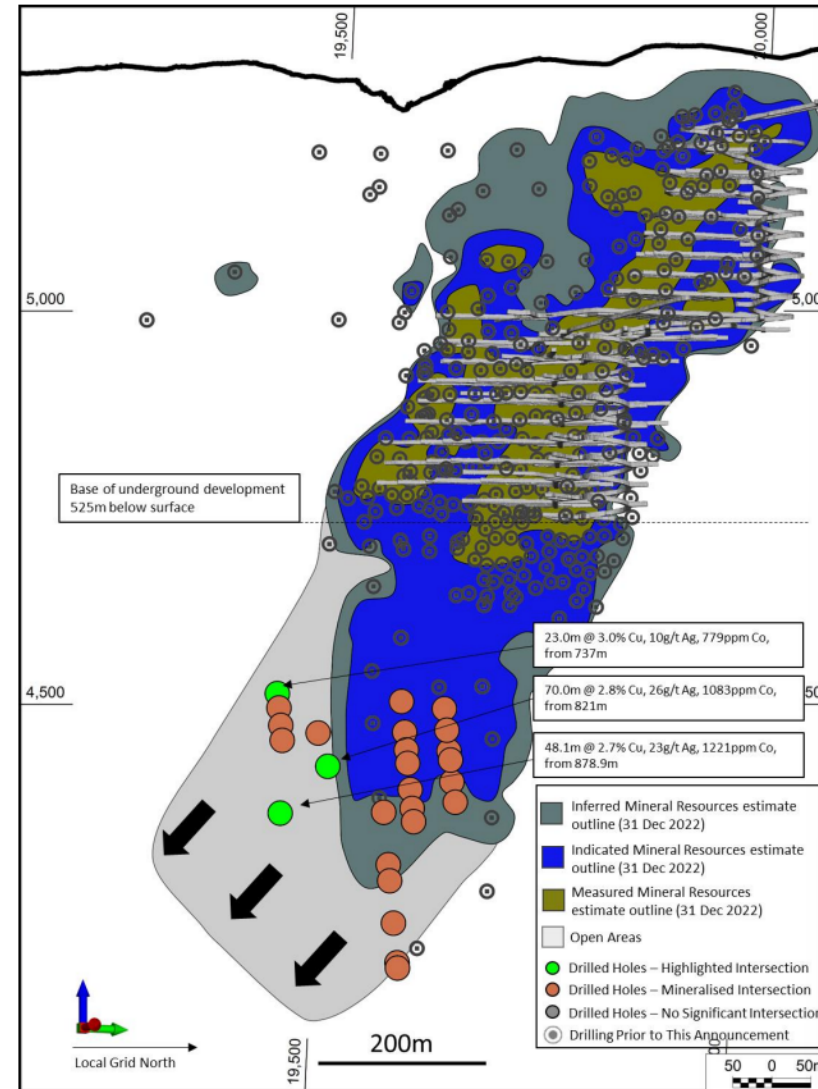 19,500
20,000
5,000
5,0
Base of underground development
525m below surface
23.0m @ 3.0% Cu, 10g/t Ag, 779ppm Co,
from 737m
4,500
50
70.0m @ 2.8% Cu, 26g/t Ag, 1083ppm Co,
from 821m
48.1m @ 2.7% Cu, 23g/t Ag, 1221ppm Co,
from 878.9m
Inferred Mineral Resources estimate
outline (31 Dec 2022)
Indicated Mineral Resources estimate
outline (31 Dec 2022)
Measured Mineral Resources
estimate outline (31 Dec 2022)
Open Areas
Drilled Holes – Highlighted Intersection
Drilled Holes – Mineralised Intersection
Drilled Holes – No Significant Intersection
Drilling Prior To This Announcement
Local Grid North
19,500
200m
50 0 50m